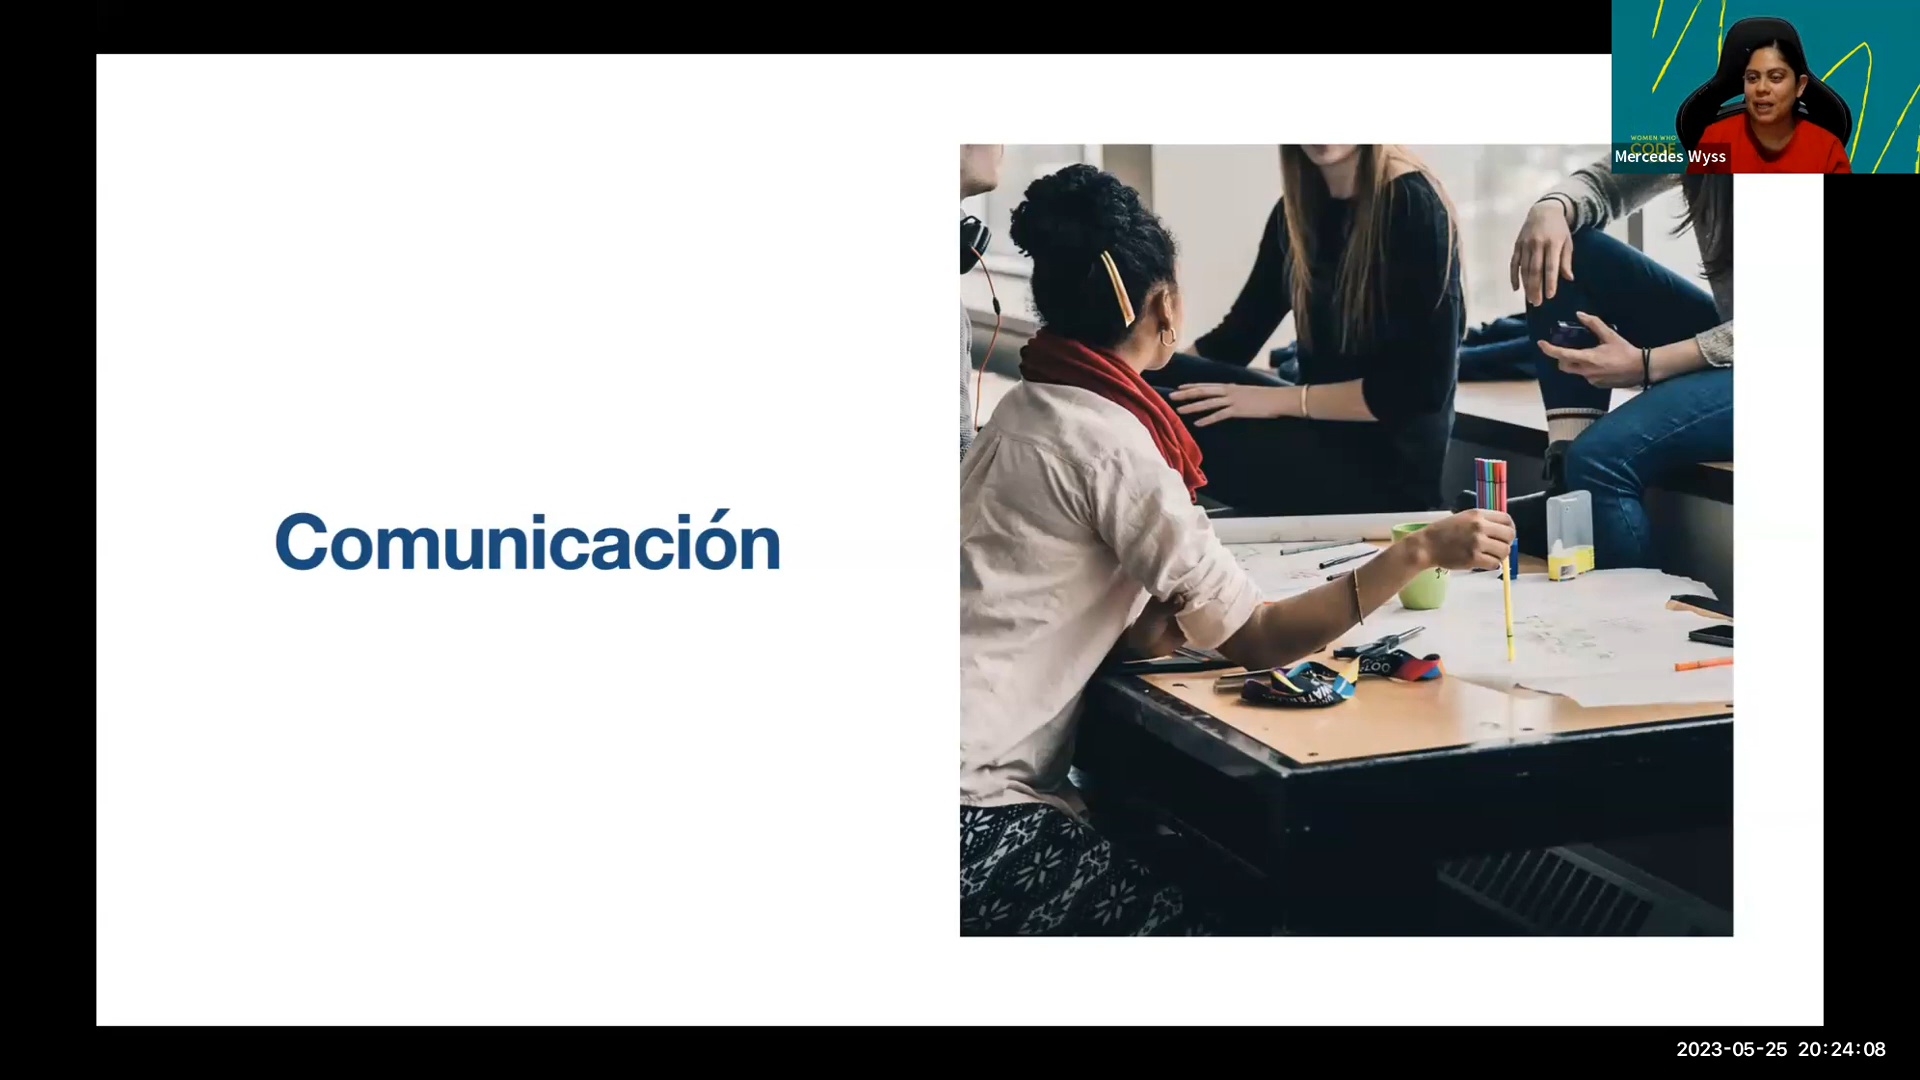 WOMEN WHO
CODE
Mercedes Wyss
Comunicación
2023-05-25 20:24:08